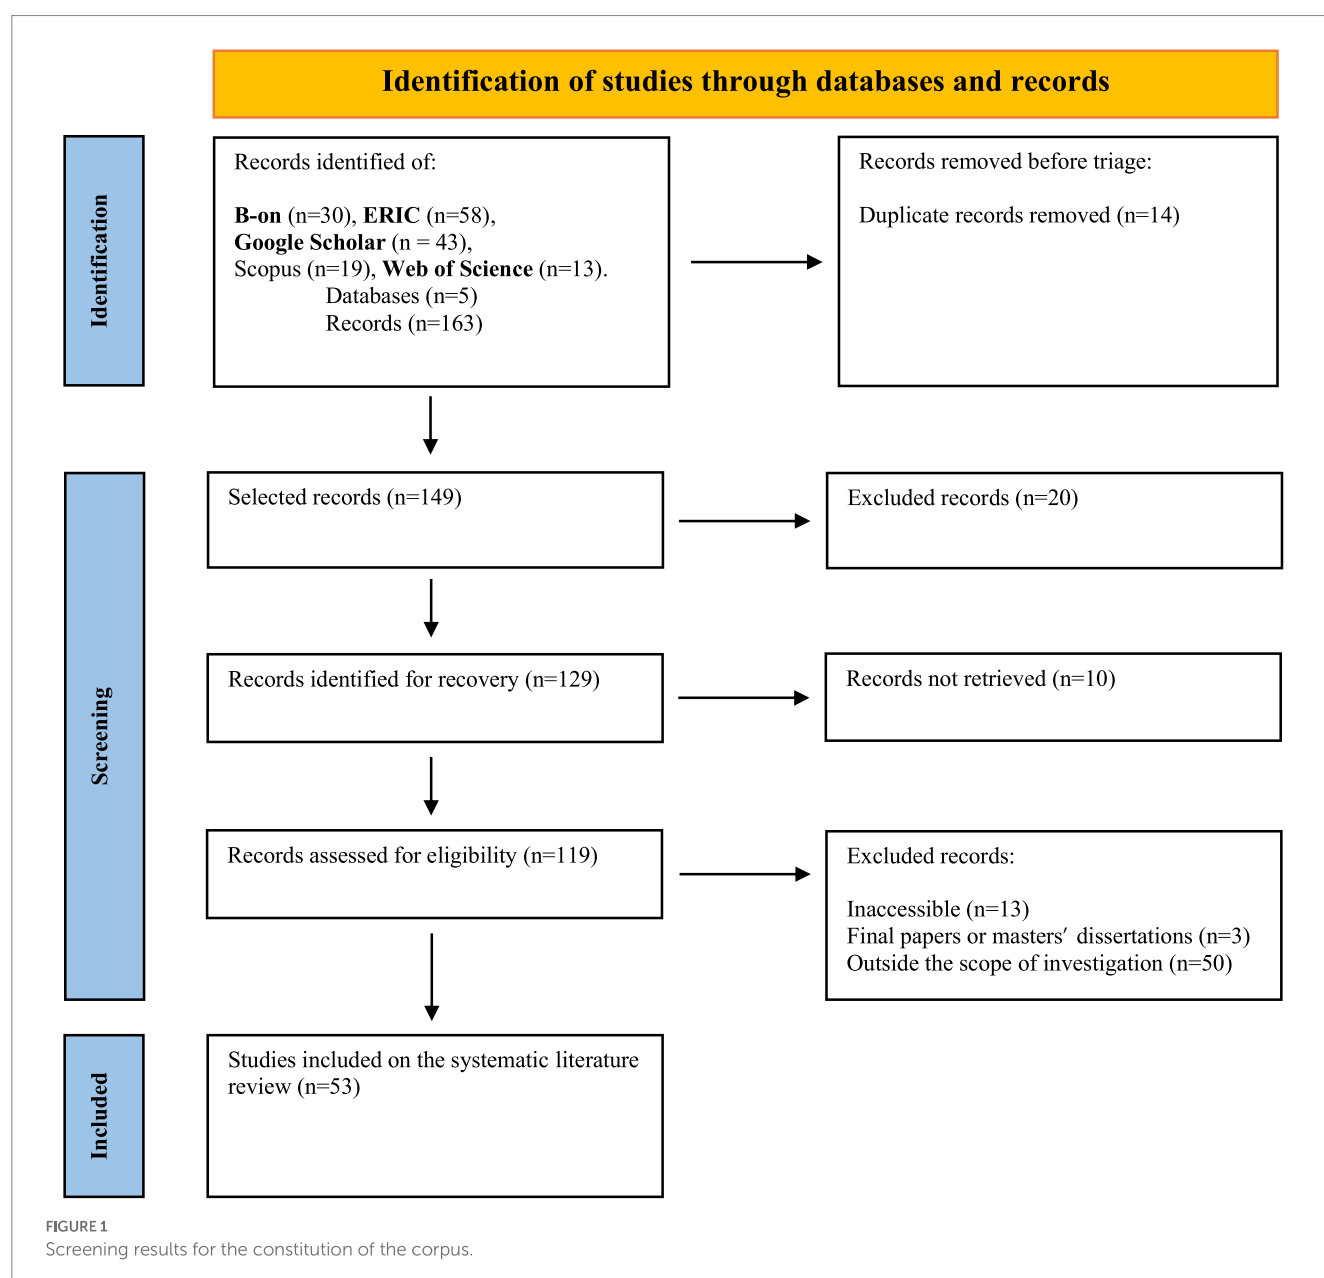 Identification of studies through databases and records
Identification
Records identified of:
B-on (n=30), ERIC (n=58),
Google Scholar (n = 43),
Scopus (n=19), Web of Science (n=13).
Databases (n=5)
Records (n=163)
Records removed before triage:
Duplicate records removed (n=14)
Screening
Selected records (n=149)
Excluded records (n=20)
Records identified for recovery (n=129)
Records not retrieved (n=10)
Records assessed for eligibility (n=119)
Excluded records:
Inaccessible (n=13)
Final papers or masters’ dissertations (n=3)
Outside the scope of investigation (n=50)
Included
Studies included on the systematic literature
review (n=53)
FIGURE 1
Screening results for the constitution of the corpus.